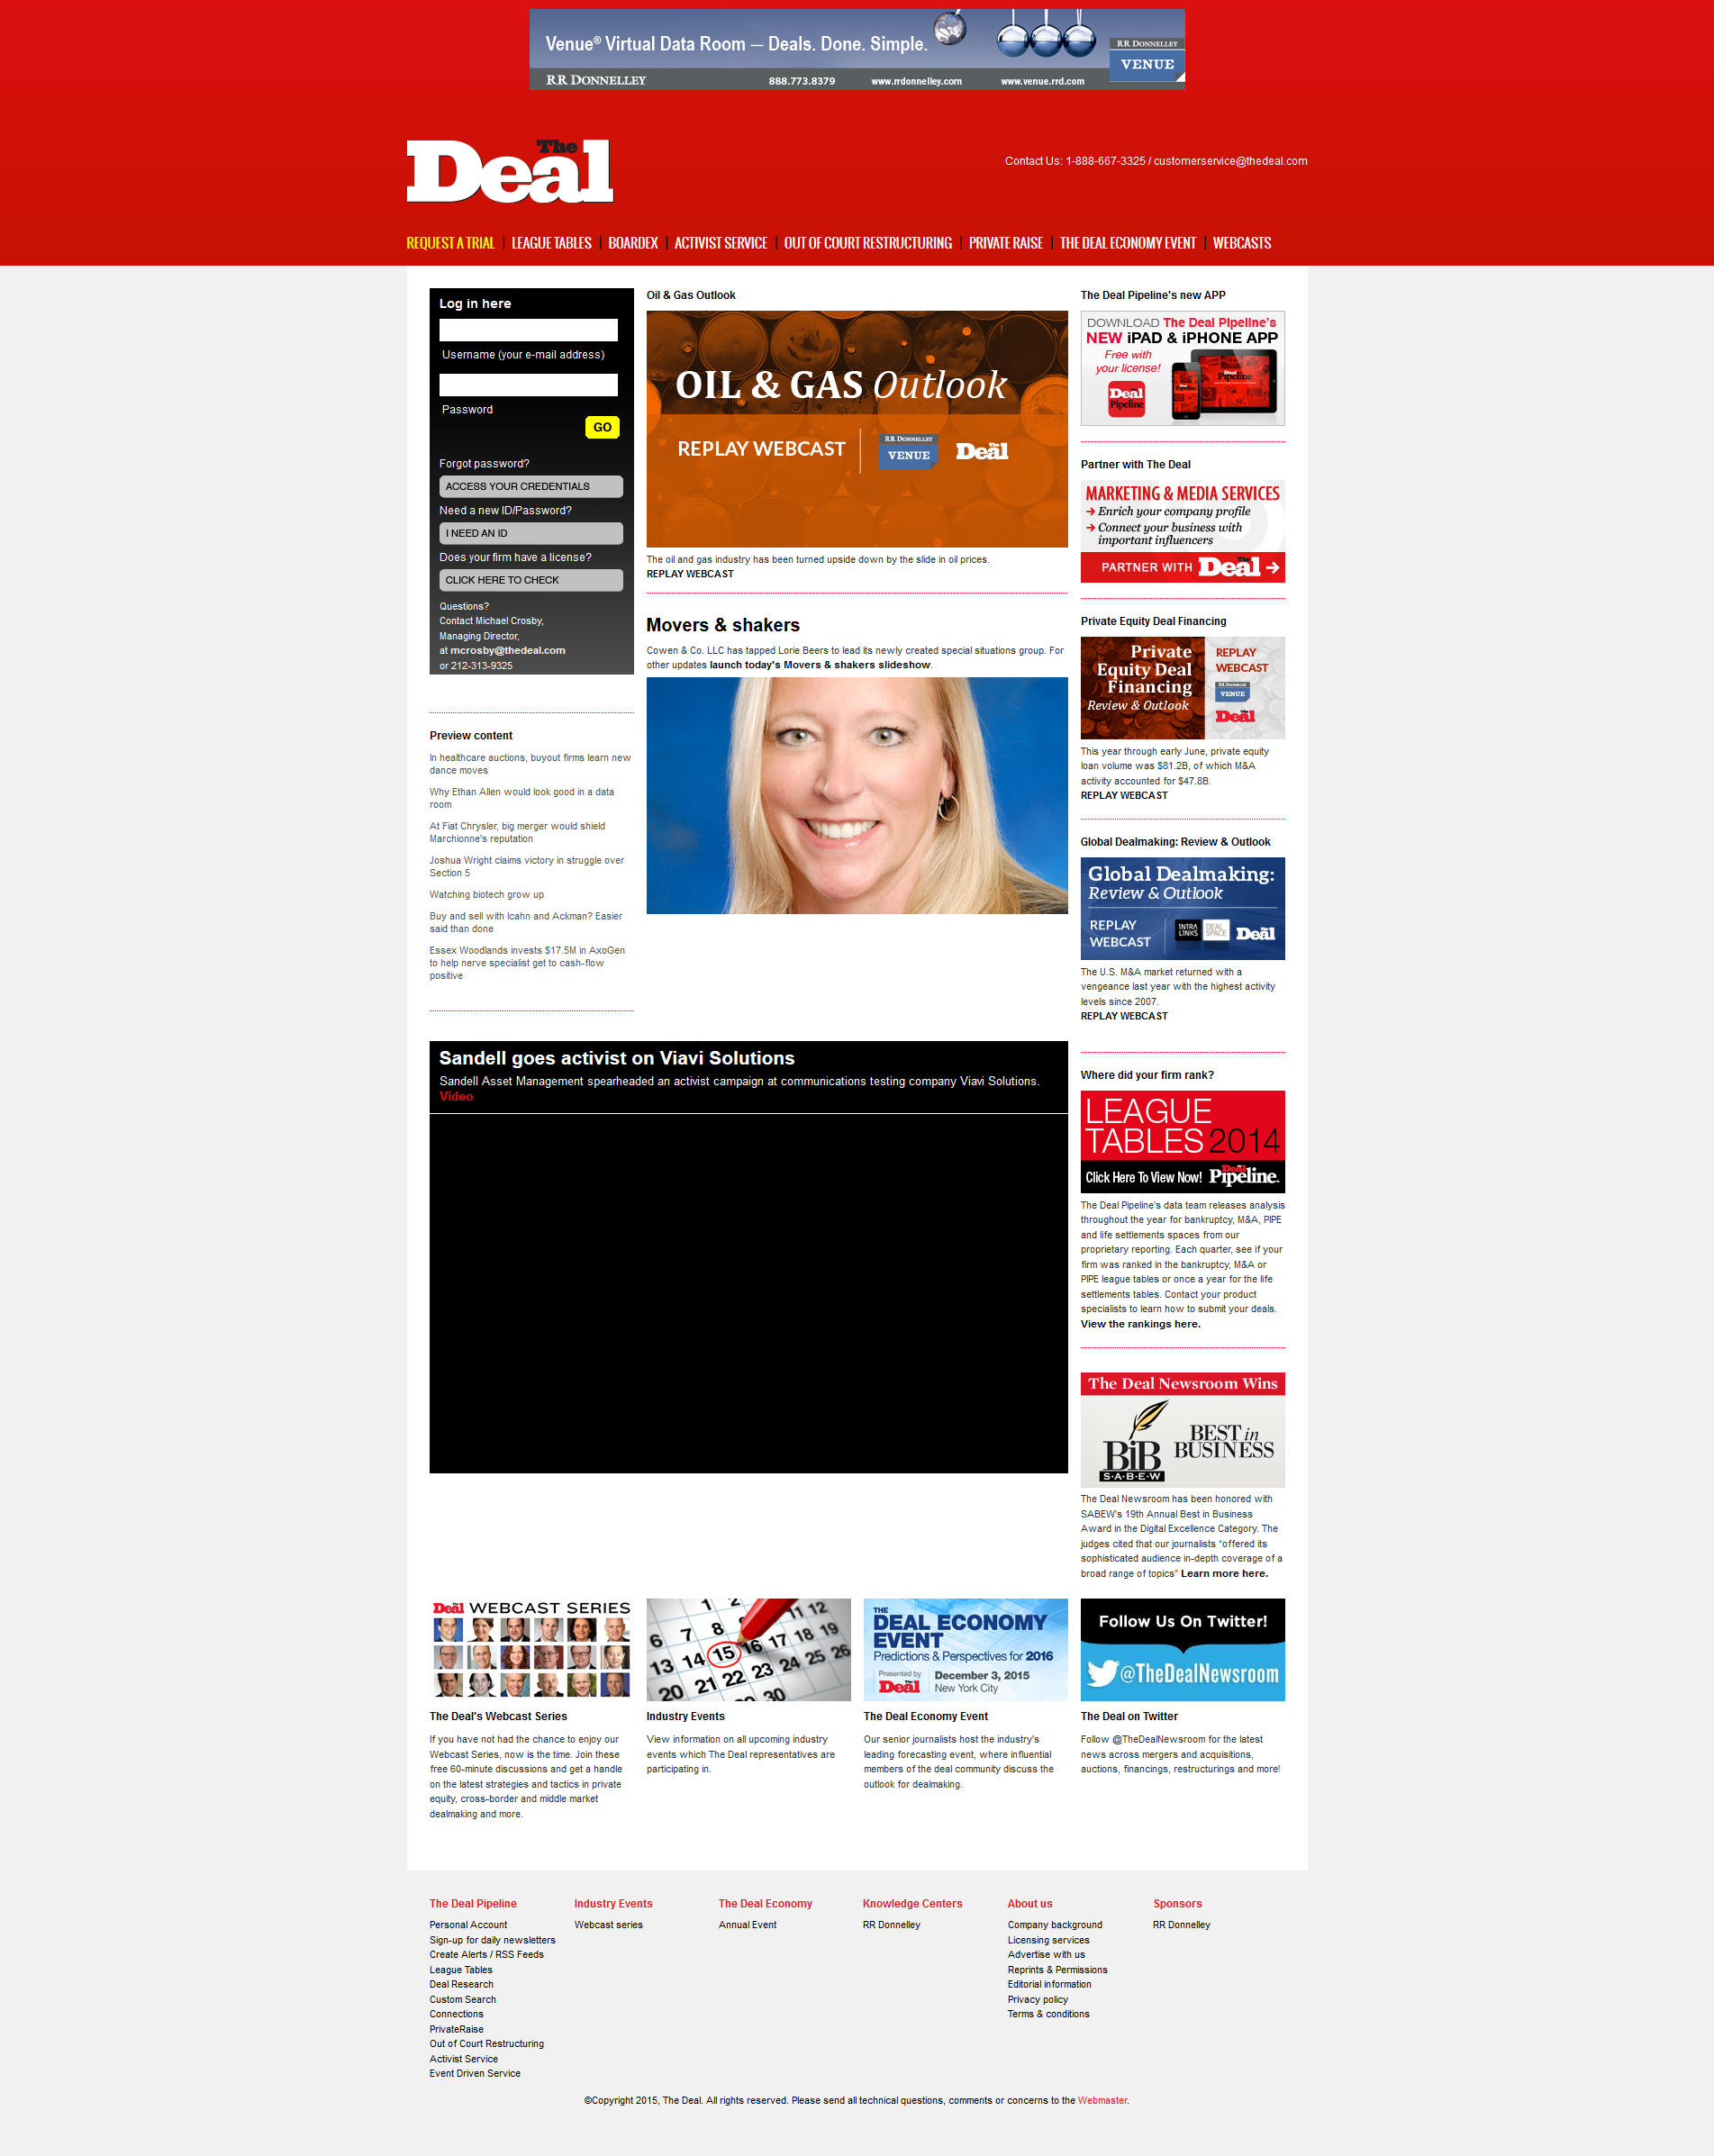 Venue® Virtual Data Room — Deals. Done. Simple.
RR DONNELLEY
VENUE
RR DONNELLEY
888.773.8379
www.rrdonnelley.com
www.venue.rrd.com
The
Deal
Contact Us: 1-888-667-3325 / customerservice@thedeal.com
REQUEST A TRIAL
LEAGUE TABLES
BOARDEX
ACTIVIST SERVICE
OUT OF COURT RESTRUCTURING
PRIVATE RAISE
THE DEAL ECONOMY EVENT
WEBCASTS
Log in here
Username (your e-mail address)
Password
GO
Forgot password?
ACCESS YOUR CREDENTIALS
Need a new ID/Password?
I NEED AN ID
Does your firm have a license?
CLICK HERE TO CHECK
Questions?
Contact Michael Crosby,
Managing Director,
at mcrosby@thedeal.com
or 212-313-9325
Preview content
In healthcare auctions, buyout firms learn new
dance moves
Why Ethan Allen would look good in a data
room
At Fiat Chrysler, big merger would shield
Marchionne's reputation
Joshua Wright claims victory in struggle over
Section 5
Watching biotech grow up
Buy and sell with Icahn and Ackman? Easier
said than done
Essex Woodlands invests $17.5M in AxoGen
to help nerve specialist get to cash-flow
positive
Oil & Gas Outlook
OIL & GAS Outlook
REPLAY WEBCAST
RR DONNELLEY
VENUE
The Deal
The oil and gas industry has been turned upside down by the slide in oil prices.
REPLAY WEBCAST
Movers & shakers
Cowen & Co. LLC has tapped Lorie Beers to lead its newly created special situations group. For
other updates launch today's Movers & shakers slideshow.
Sandell goes activist on Viavi Solutions
Sandell Asset Management spearheaded an activist campaign at communications testing company Viavi Solutions.
Video
The Deal Pipeline's new APP
DOWNLOAD The Deal Pipeline's
NEW iPAD & iPHONE APP
Free with
your license!
Deal
Pipeline
Pipeline
Partner with The Deal
MARKETING & MEDIA SERVICES
Enrich your company profile
Connect your business with
important influencers
PARTNER WITH The Deal
Private Equity Deal Financing
Private
Equity Deal
Financing
Review & Outlook
REPLAY
WEBCAST
RR DONNELLEY
VENUE
The Deal
This year through early June, private equity
loan volume was $81.2B, of which M&A
activity accounted for $47.8B.
REPLAY WEBCAST
Global Dealmaking: Review & Outlook
Global Dealmaking:
Review & Outlook
REPLAY
WEBCAST
INTRA
LINKS
DEAL
SPACE
The Deal
The U.S. M&A market returned with a
vengeance last year with the highest activity
levels since 2007.
REPLAY WEBCAST
Where did your firm rank?
LEAGUE
TABLES 2014
Click Here To View Now! The Deal Pipeline.
The Deal Pipeline's data team releases analysis
throughout the year for bankruptcy, M&A, PIPE
and life settlements spaces from our
proprietary reporting. Each quarter, see if your
firm was ranked in the bankruptcy, M&A or
PIPE league tables or once a year for the life
settlements tables. Contact your product
specialists to learn how to submit your deals.
View the rankings here.
The Deal Newsroom Wins
BiB
S·A·B·E·W
BEST in
BUSINESS
The Deal Newsroom has been honored with
SABEW's 19th Annual Best in Business
Award in the Digital Excellence Category. The
judges cited that our journalists “offered its
sophisticated audience in-depth coverage of a
broad range of topics” Learn more here.
The Deal WEBCAST SERIES
The Deal's Webcast Series
If you have not had the chance to enjoy our
Webcast Series, now is the time. Join these
free 60-minute discussions and get a handle
on the latest strategies and tactics in private
equity, cross-border and middle market
dealmaking and more.
1 2
6 7 8 11 12
13 14 15 16 17 18 19
20 21 22 23 24 25 26
30
Industry Events
View information on all upcoming industry
events which The Deal representatives are
participating in.
THE
DEAL ECONOMY
EVENT
Predictions & Perspectives for 2016
Presented by
The Deal
December 3, 2015
New York City
The Deal Economy Event
Our senior journalists host the industry's
leading forecasting event, where influential
members of the deal community discuss the
outlook for dealmaking.
Follow Us On Twitter!
@TheDealNewsroom
The Deal on Twitter
Follow @TheDealNewsroom for the latest
news across mergers and acquisitions,
auctions, financings, restructurings and more!
The Deal Pipeline
Personal Account
Sign-up for daily newsletters
Create Alerts / RSS Feeds
League Tables
Deal Research
Custom Search
Connections
PrivateRaise
Out of Court Restructuring
Activist Service
Event Driven Service
Industry Events
Webcast series
The Deal Economy
Annual Event
Knowledge Centers
RR Donnelley
About us
Company background
Licensing services
Advertise with us
Reprints & Permissions
Editorial information
Privacy policy
Terms & conditions
Sponsors
RR Donnelley
©Copyright 2015, The Deal. All rights reserved. Please send all technical questions, comments or concerns to the Webmaster.